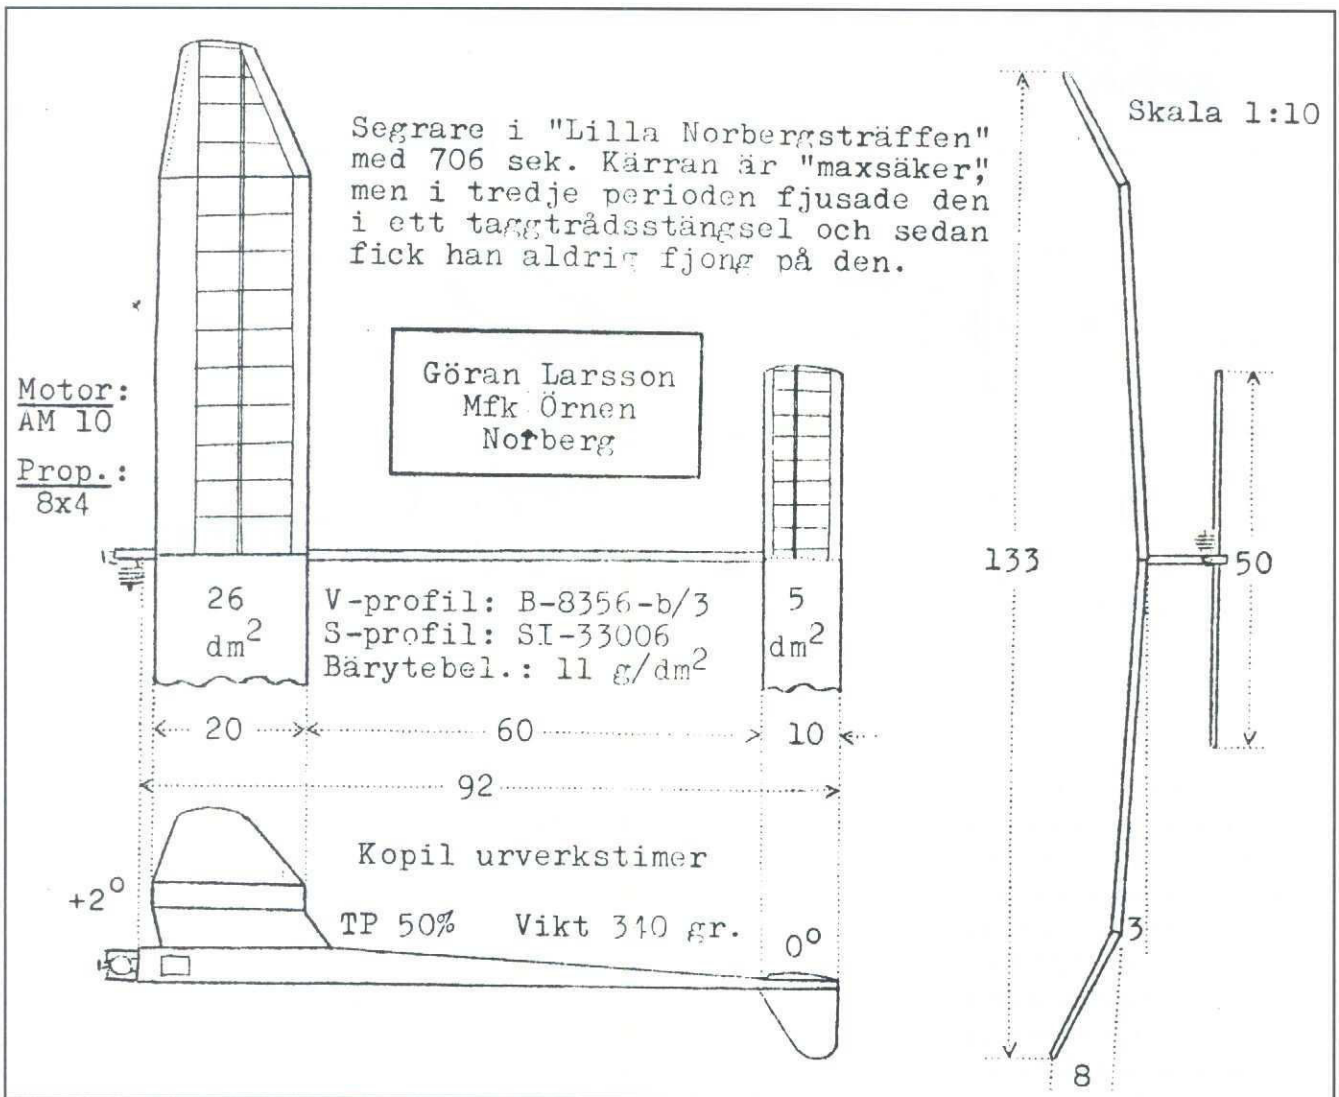 Skala 1:10
Segrare i "Lilla Norbergsträffen"
med 706 sek. Kärran är "maxsäker",
men i tredje perioden fjusade den
i ett taggtrådsstängsel och sedan
fick han aldrig fjong på den.
Göran Larsson
Mfk Örnen
Norberg
Motor:
AM 10
Prop.:
8x4
133
50
26
dm²
V-profil: B-8356-b/3
S-profil: SI-33006
Bärytebel.: 11 g/dm²
5
dm²
20
60
10
92
Kopil urverkstimer
+2°
TP 50% Vikt 310 gr.
0°
3
8